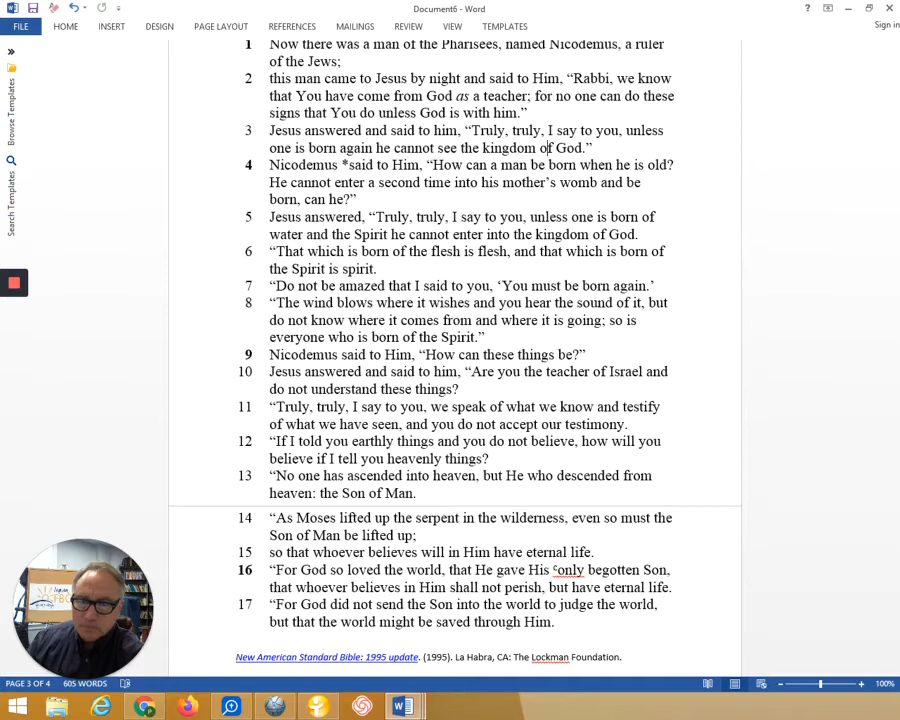 Document6 - Word
Sign in
FILE HOME INSERT DESIGN PAGE LAYOUT REFERENCES MAILINGS REVIEW VIEW TEMPLATES
Browse Templates
Search Templates
1 Now there was a man of the Pharisees, named Nicodemus, a ruler
of the Jews;
2 this man came to Jesus by night and said to Him, “Rabbi, we know
that You have come from God as a teacher; for no one can do these
signs that You do unless God is with him.”
3 Jesus answered and said to him, “Truly, truly, I say to you, unless
one is born again he cannot see the kingdom of God.”
4 Nicodemus *said to Him, “How can a man be born when he is old?
He cannot enter a second time into his mother’s womb and be
born, can he?”
5 Jesus answered, “Truly, truly, I say to you, unless one is born of
water and the Spirit he cannot enter into the kingdom of God.
6 “That which is born of the flesh is flesh, and that which is born of
the Spirit is spirit.
7 “Do not be amazed that I said to you, ‘You must be born again.’
8 “The wind blows where it wishes and you hear the sound of it, but
do not know where it comes from and where it is going; so is
everyone who is born of the Spirit.”
9 Nicodemus said to Him, “How can these things be?”
10 Jesus answered and said to him, “Are you the teacher of Israel and
do not understand these things?
11 “Truly, truly, I say to you, we speak of what we know and testify
of what we have seen, and you do not accept our testimony.
12 “If I told you earthly things and you do not believe, how will you
believe if I tell you heavenly things?
13 “No one has ascended into heaven, but He who descended from
heaven: the Son of Man.
14 “As Moses lifted up the serpent in the wilderness, even so must the
Son of Man be lifted up;
15 so that whoever believes will in Him have eternal life.
16 “For God so loved the world, that He gave His ᶜonly begotten Son,
that whoever believes in Him shall not perish, but have eternal life.
17 “For God did not send the Son into the world to judge the world,
but that the world might be saved through Him.
New American Standard Bible: 1995 update. (1995). La Habra, CA: The Lockman Foundation.
PAGE 3 OF 4 605 WORDS
100%